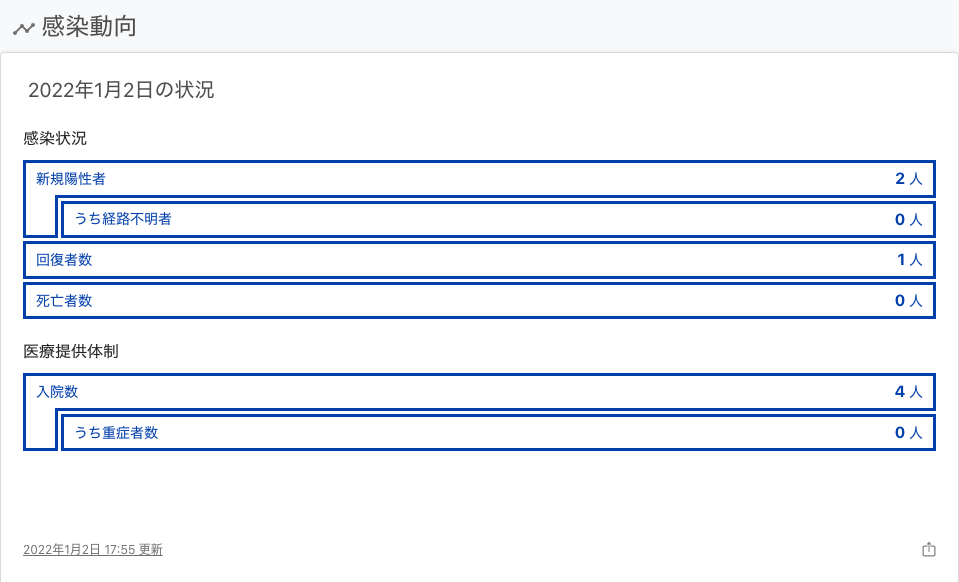 感染動向
2022年1月2日の状況
感染状況
新規陽性者 2 人
うち経路不明者 0 人
回復者数 1 人
死亡者数 0 人
医療提供体制
入院数 4 人
うち重症者数 0 人
2022年1月2日 17:55 更新